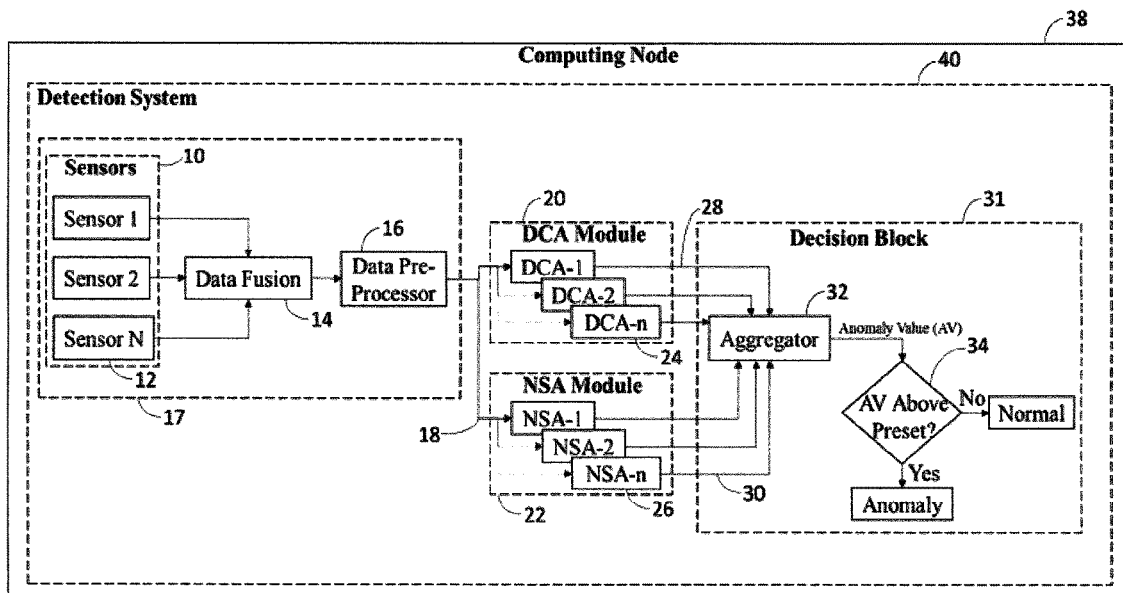 38
Computing Node
40
Detection System
10
Sensors
Sensor 1
Sensor 2
Sensor N
12
17
Data Fusion
14
16
Data Pre-
Processor
18
20
DCA Module
DCA-1
DCA-2
DCA-n
24
28
NSA Module
NSA-1
NSA-2
NSA-n
22
26
30
31
Decision Block
32
Aggregator
Anomaly Value (AV)
34
AV Above
Preset?
No
Normal
Yes
Anomaly